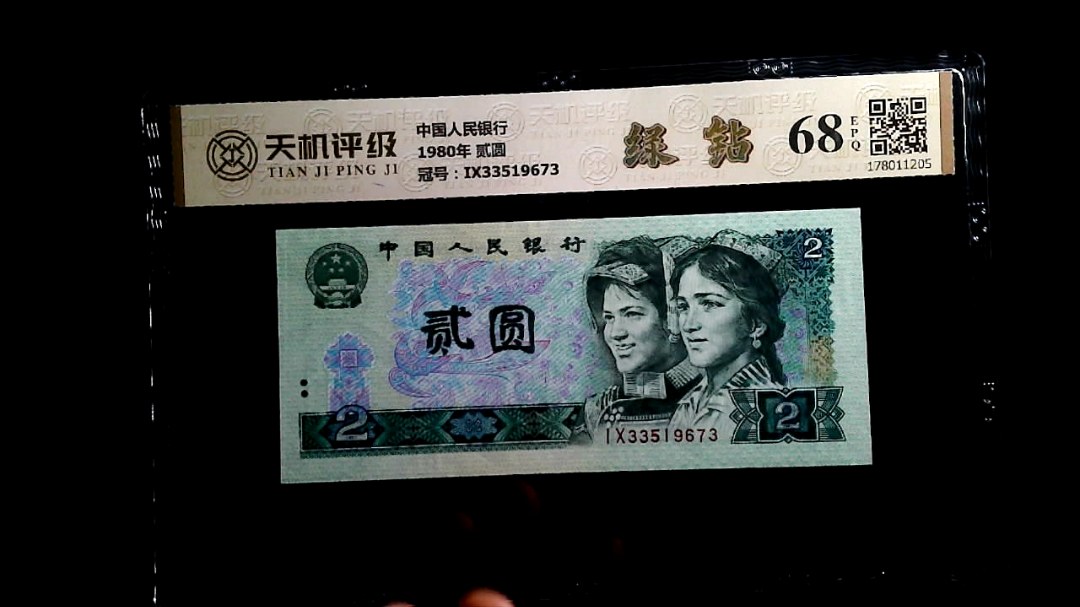 天机评级
TIAN JI PING JI
中国人民银行
1980年 贰圆
冠号：IX33519673
绿 钻
68
EPQ
178011205
中国人民银行
2
贰圆
2
IX33519673
2